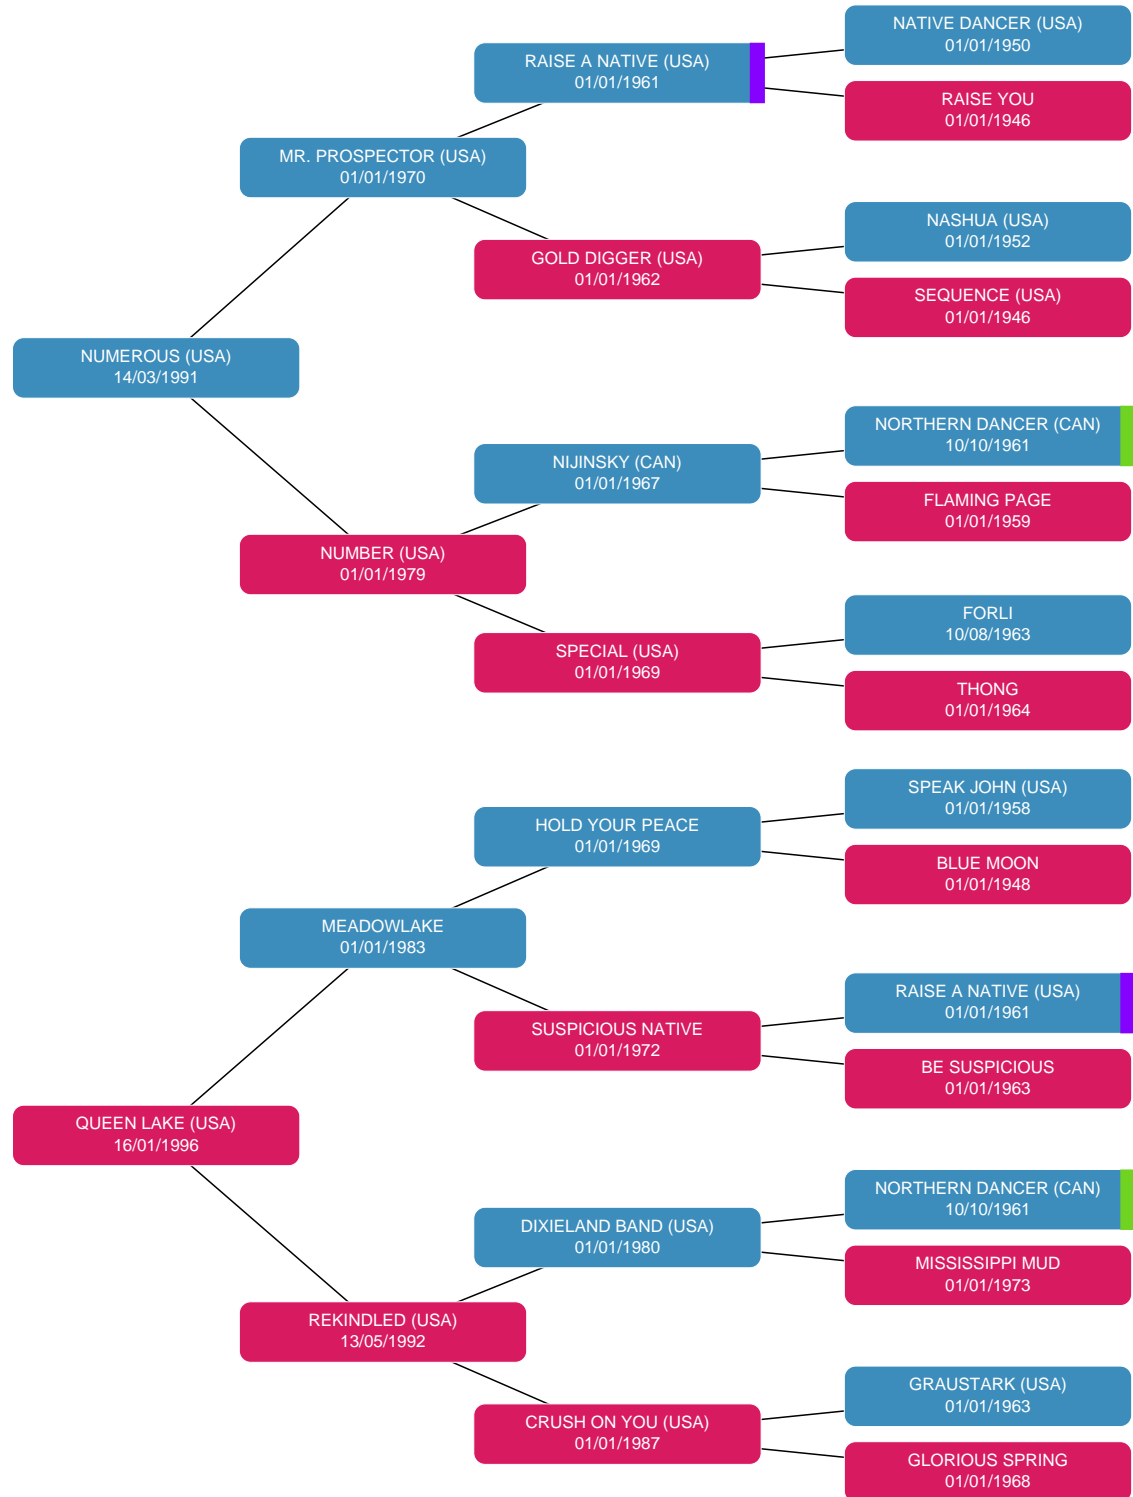 NATIVE DANCER (USA)
01/01/1950
RAISE A NATIVE (USA)
01/01/1961
RAISE YOU
01/01/1946
MR. PROSPECTOR (USA)
01/01/1970
NASHUA (USA)
01/01/1952
GOLD DIGGER (USA)
01/01/1962
SEQUENCE (USA)
01/01/1946
NUMEROUS (USA)
14/03/1991
NORTHERN DANCER (CAN)
10/10/1961
NIJINSKY (CAN)
01/01/1967
FLAMING PAGE
01/01/1959
NUMBER (USA)
01/01/1979
FORLI
10/08/1963
SPECIAL (USA)
01/01/1969
THONG
01/01/1964
SPEAK JOHN (USA)
01/01/1958
HOLD YOUR PEACE
01/01/1969
BLUE MOON
01/01/1948
MEADOWLAKE
01/01/1983
RAISE A NATIVE (USA)
01/01/1961
SUSPICIOUS NATIVE
01/01/1972
BE SUSPICIOUS
01/01/1963
QUEEN LAKE (USA)
16/01/1996
NORTHERN DANCER (CAN)
10/10/1961
DIXIELAND BAND (USA)
01/01/1980
MISSISSIPPI MUD
01/01/1973
REKINDLED (USA)
13/05/1992
GRAUSTARK (USA)
01/01/1963
CRUSH ON YOU (USA)
01/01/1987
GLORIOUS SPRING
01/01/1968